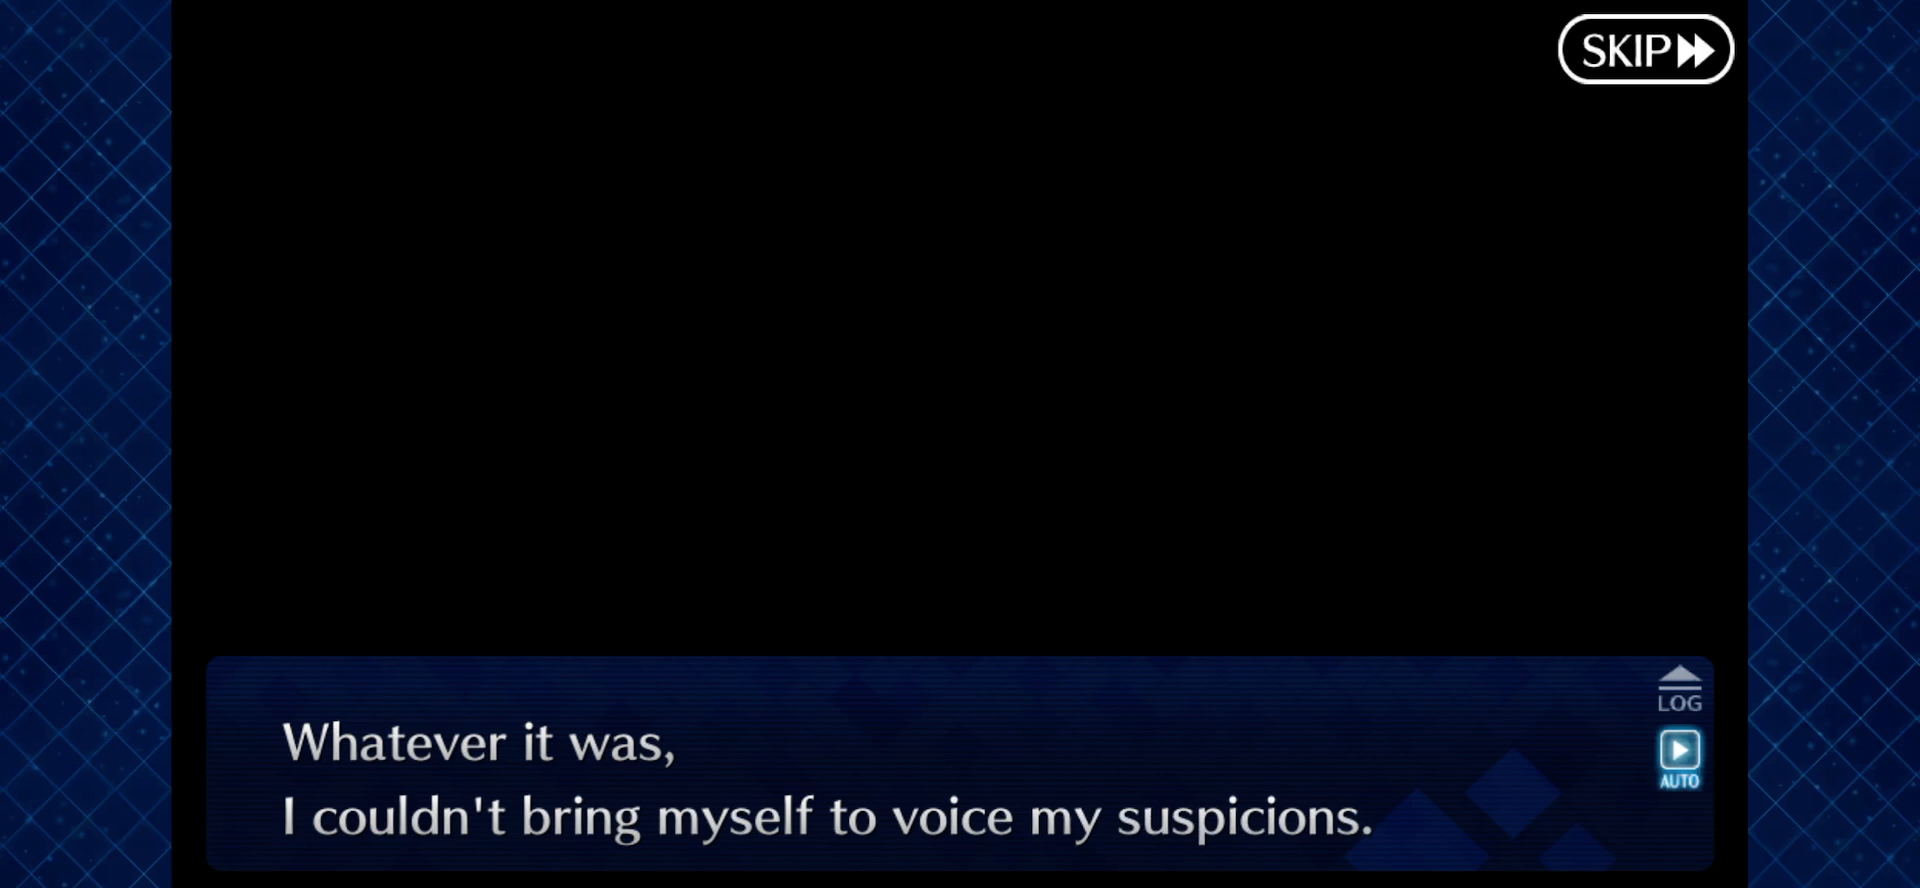 SKIP
LOG
Whatever it was,
AUTO
I couldn't bring myself to voice my suspicions.